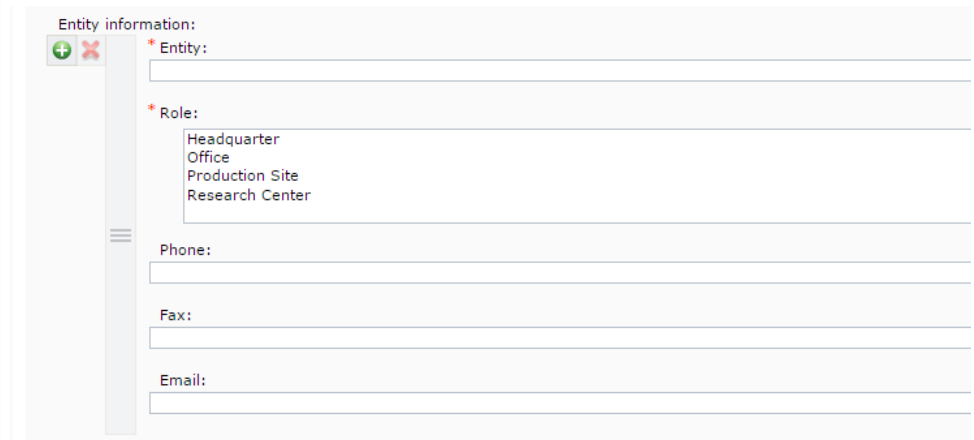 Entity information:
* Entity:
* Role:
Headquarter
Office
Production Site
Research Center
Phone:
Fax:
Email: